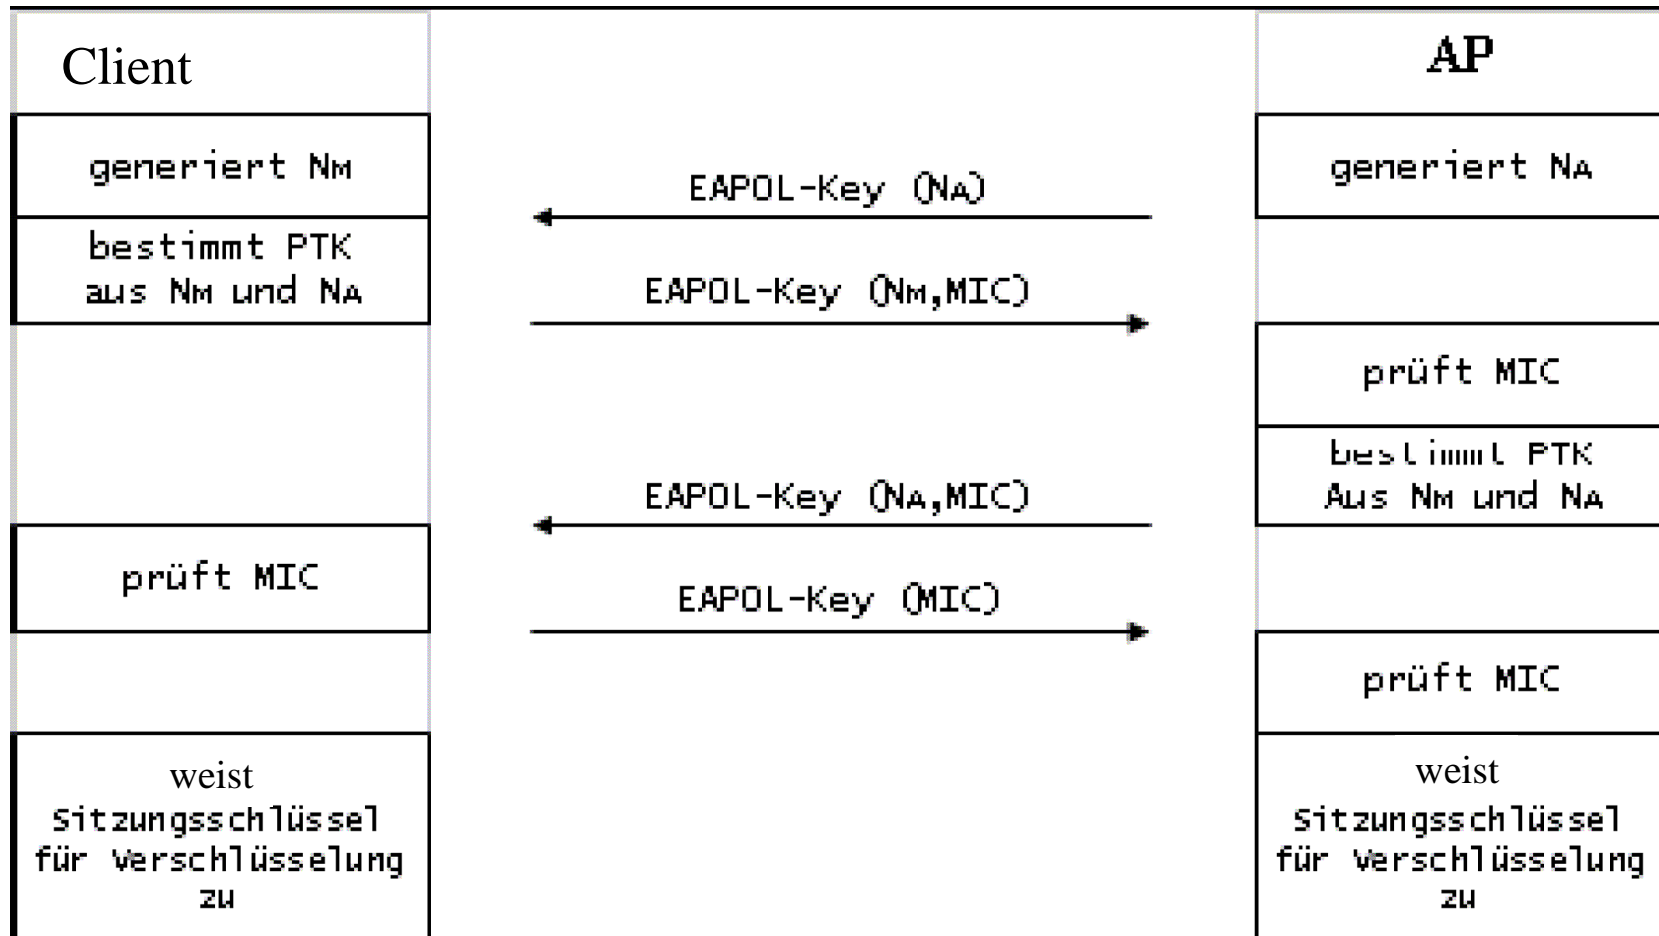 Client
AP
generiert NM
generiert NA
EAPOL-Key (NA)
bestimmt PTK
aus NM und NA
EAPOL-Key (NM,MIC)
prüft MIC
bestimmt PTK
Aus NM und NA
EAPOL-Key (NA,MIC)
prüft MIC
EAPOL-Key (MIC)
prüft MIC
weist
Sitzungsschlüssel
für Verschlüsselung
zu
weist
Sitzungsschlüssel
für Verschlüsselung
zu